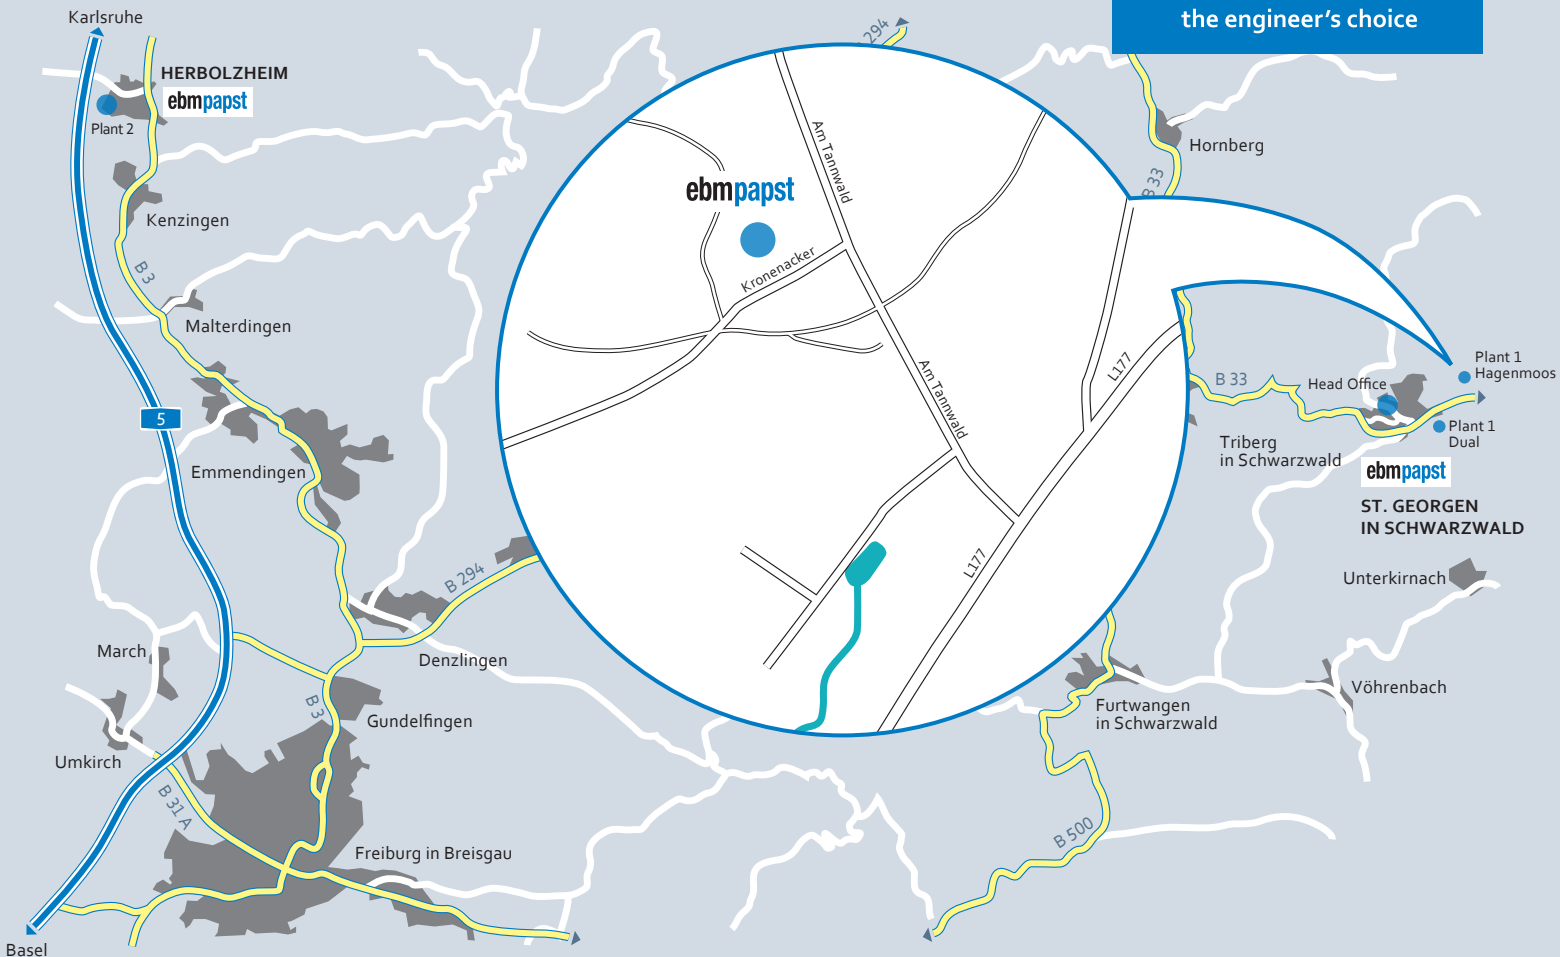 Karlsruhe
the engineer's choice
294
HERBOLZHEIM
ebmpapst
Plant 2
Hornberg
Am Tannwald
B 33
ebmpapst
Kenzingen
Kronenacker
B 3
Malterdingen
L177
Plant 1
Hagenmoos
B 33
Head Office
Am Tannwald
5
Plant 1
Dual
Triberg
in Schwarzwald
Emmendingen
ebmpapst
ST. GEORGEN
IN SCHWARZWALD
L177
B 294
Unterkirnach
March
Denzlingen
Vöhrenbach
B 3
Furtwangen
in Schwarzwald
Gundelfingen
Umkirch
B 31 A
B 500
Freiburg in Breisgau
Basel